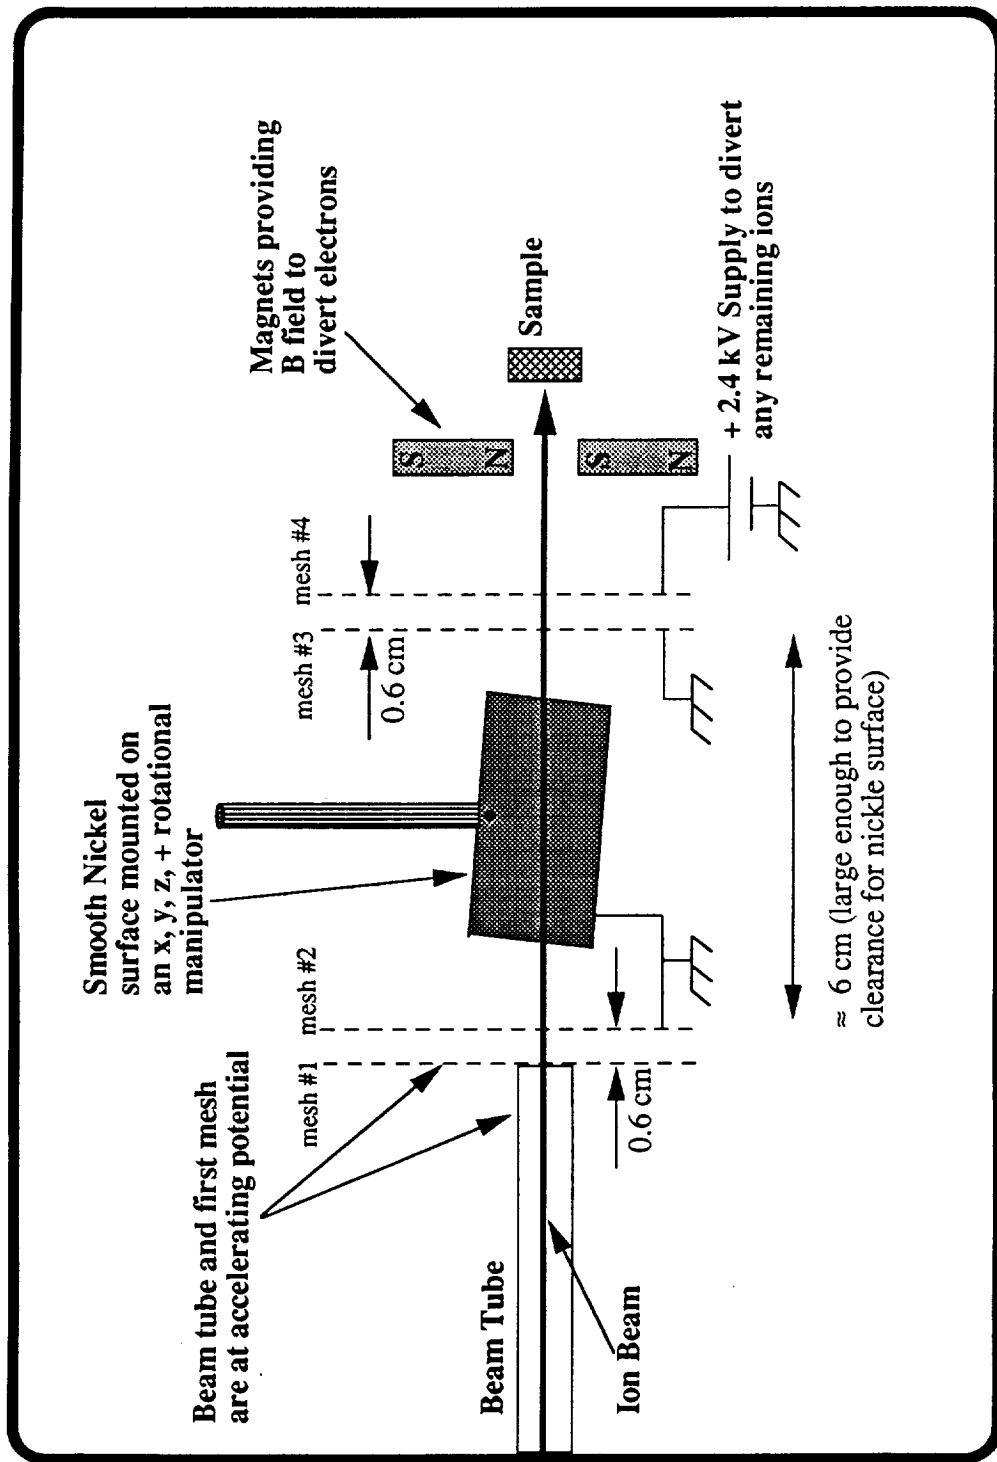 Smooth Nickel
surface mounted on
an x, y, z, + rotational
manipulator
Magnets providing
B field to
divert electrons
Beam tube and first mesh
are at accelerating potential
mesh #1
mesh #2
mesh #3
mesh #4
0.6 cm
S
N
Sample
Beam Tube
S
N
Ion Beam
0.6 cm
+ 2.4 kV Supply to divert
any remaining ions
≈ 6 cm (large enough to provide
clearance for nickle surface)